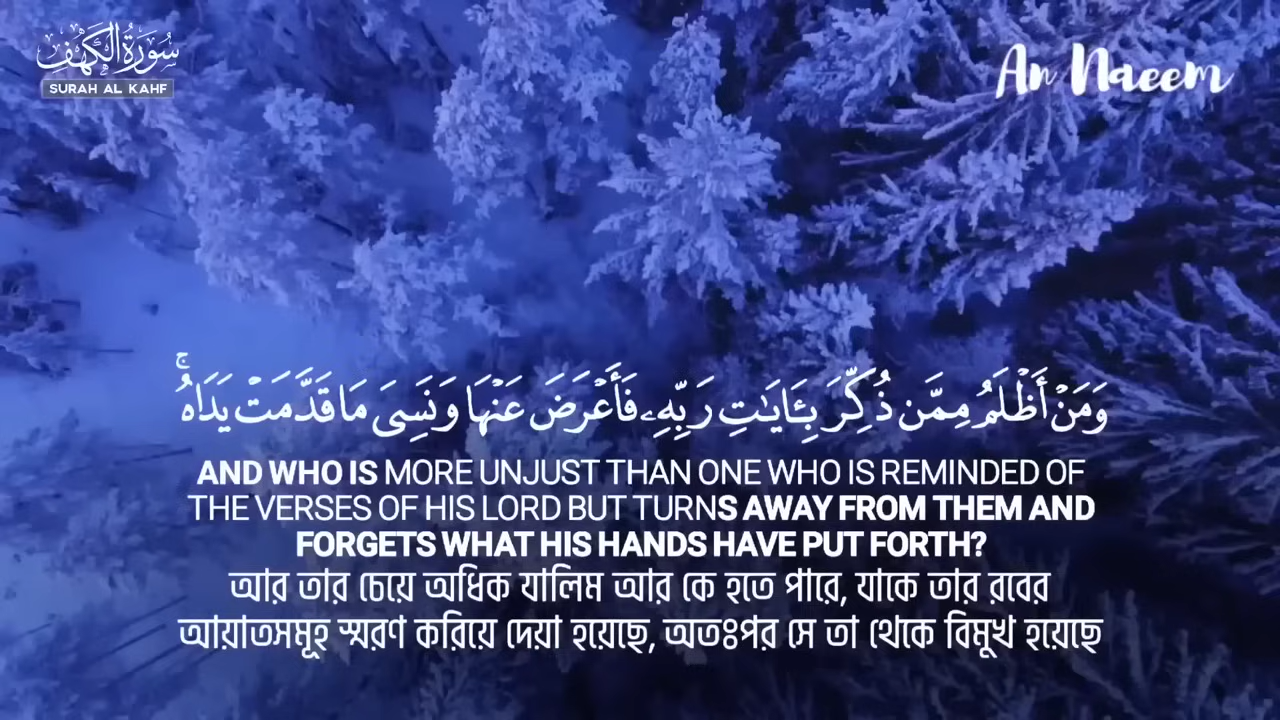 سُورَةُ الْكَهْفِ
SURAH AL KAHF
An Naeem
وَمَنْ أَظْلَمُ مِمَّن ذُكِّرَ بِـَٔايَـٰتِ رَبِّهِۦ فَأَعْرَضَ عَنْهَا وَنَسِىَ مَا قَدَّمَتْ يَدَاهُ ۚ
AND WHO IS MORE UNJUST THAN ONE WHO IS REMINDED OF
THE VERSES OF HIS LORD BUT TURNS AWAY FROM THEM AND
FORGETS WHAT HIS HANDS HAVE PUT FORTH?
আর তার চেয়ে অধিক যালিম আর কে হতে পারে, যাকে তার রবের
আয়াতসমূহ স্মরণ করিয়ে দেয়া হয়েছে, অতঃপর সে তা থেকে বিমুখ হয়েছে